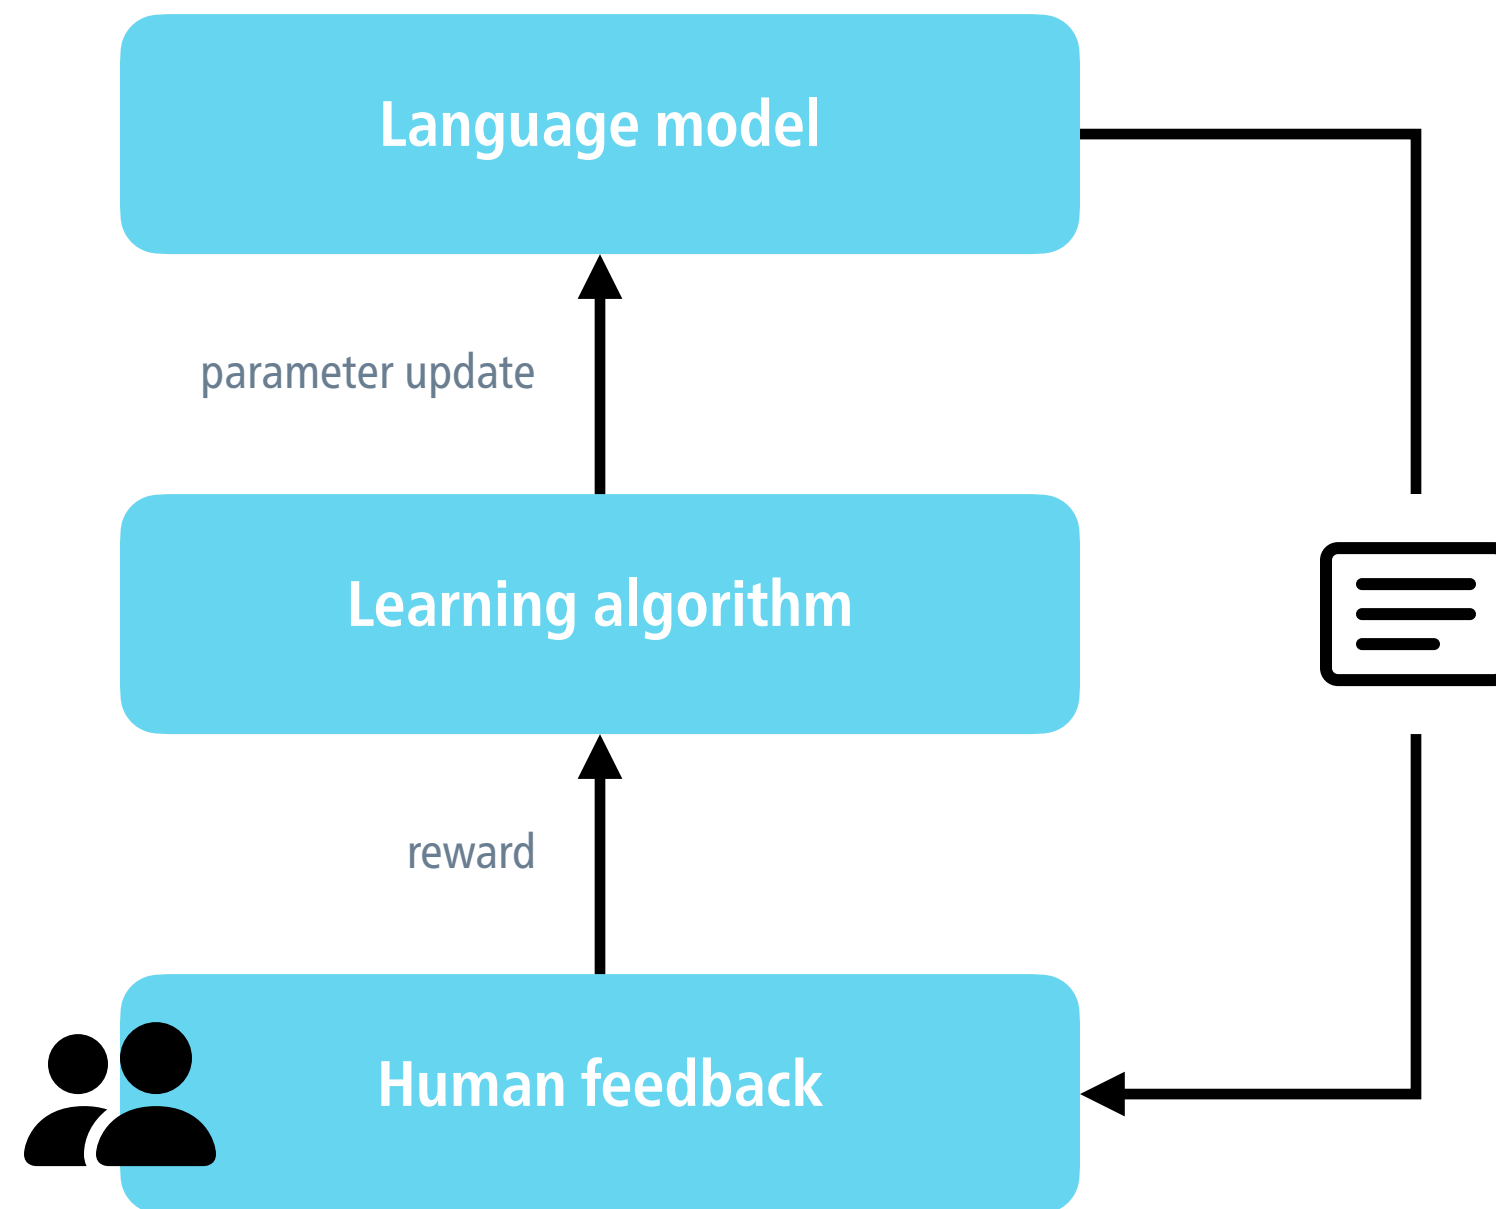 Language model
parameter update
Learning algorithm
reward
Human feedback